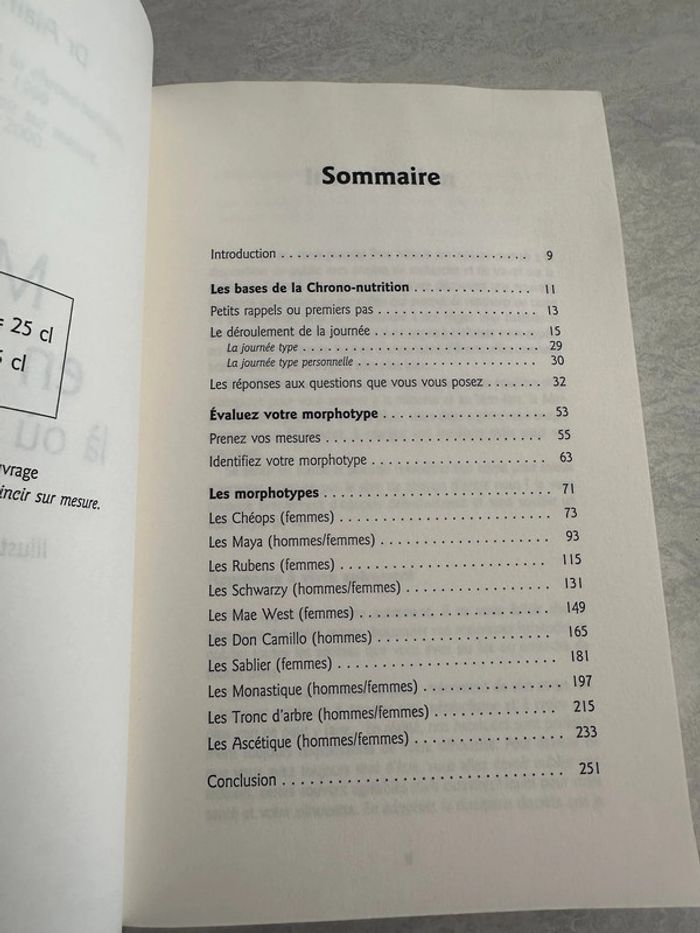 = 25 cl
cl
incir sur mesure.
Sommaire
Introduction . . . . . . . . . . . . . . . . . . . . . . . . . . . . . . . 9
Les bases de la Chrono-nutrition . . . . . . . . . . . . . . . 11
Petits rappels ou premiers pas . . . . . . . . . . . . . . . . . . . . 13
Le déroulement de la journée . . . . . . . . . . . . . . . . . . . . 15
La journée type . . . . . . . . . . . . . . . . . . . . . . . . . . . . 29
La journée type personnelle . . . . . . . . . . . . . . . . . . . . . 30
Les réponses aux questions que vous vous posez . . . . . . . 32
Évaluez votre morphotype . . . . . . . . . . . . . . . . . . . . 53
Prenez vos mesures . . . . . . . . . . . . . . . . . . . . . . . . . . 55
Identifiez votre morphotype . . . . . . . . . . . . . . . . . . . . . 63
Les morphotypes . . . . . . . . . . . . . . . . . . . . . . . . . . . 71
Les Chéops (femmes) . . . . . . . . . . . . . . . . . . . . . . . . . 73
Les Maya (hommes/femmes) . . . . . . . . . . . . . . . . . . . . . 93
Les Rubens (femmes) . . . . . . . . . . . . . . . . . . . . . . . . . 115
Les Schwarzy (hommes/femmes) . . . . . . . . . . . . . . . . . . 131
Les Mae West (femmes) . . . . . . . . . . . . . . . . . . . . . . . 149
Les Don Camillo (hommes) . . . . . . . . . . . . . . . . . . . . . 165
Les Sablier (femmes) . . . . . . . . . . . . . . . . . . . . . . . . . 181
Les Monastique (hommes/femmes) . . . . . . . . . . . . . . . . . 197
Les Tronc d'arbre (hommes/femmes) . . . . . . . . . . . . . . . 215
Les Ascétique (hommes/femmes) . . . . . . . . . . . . . . . . . . 233
Conclusion . . . . . . . . . . . . . . . . . . . . . . . . . . . . . . . 251